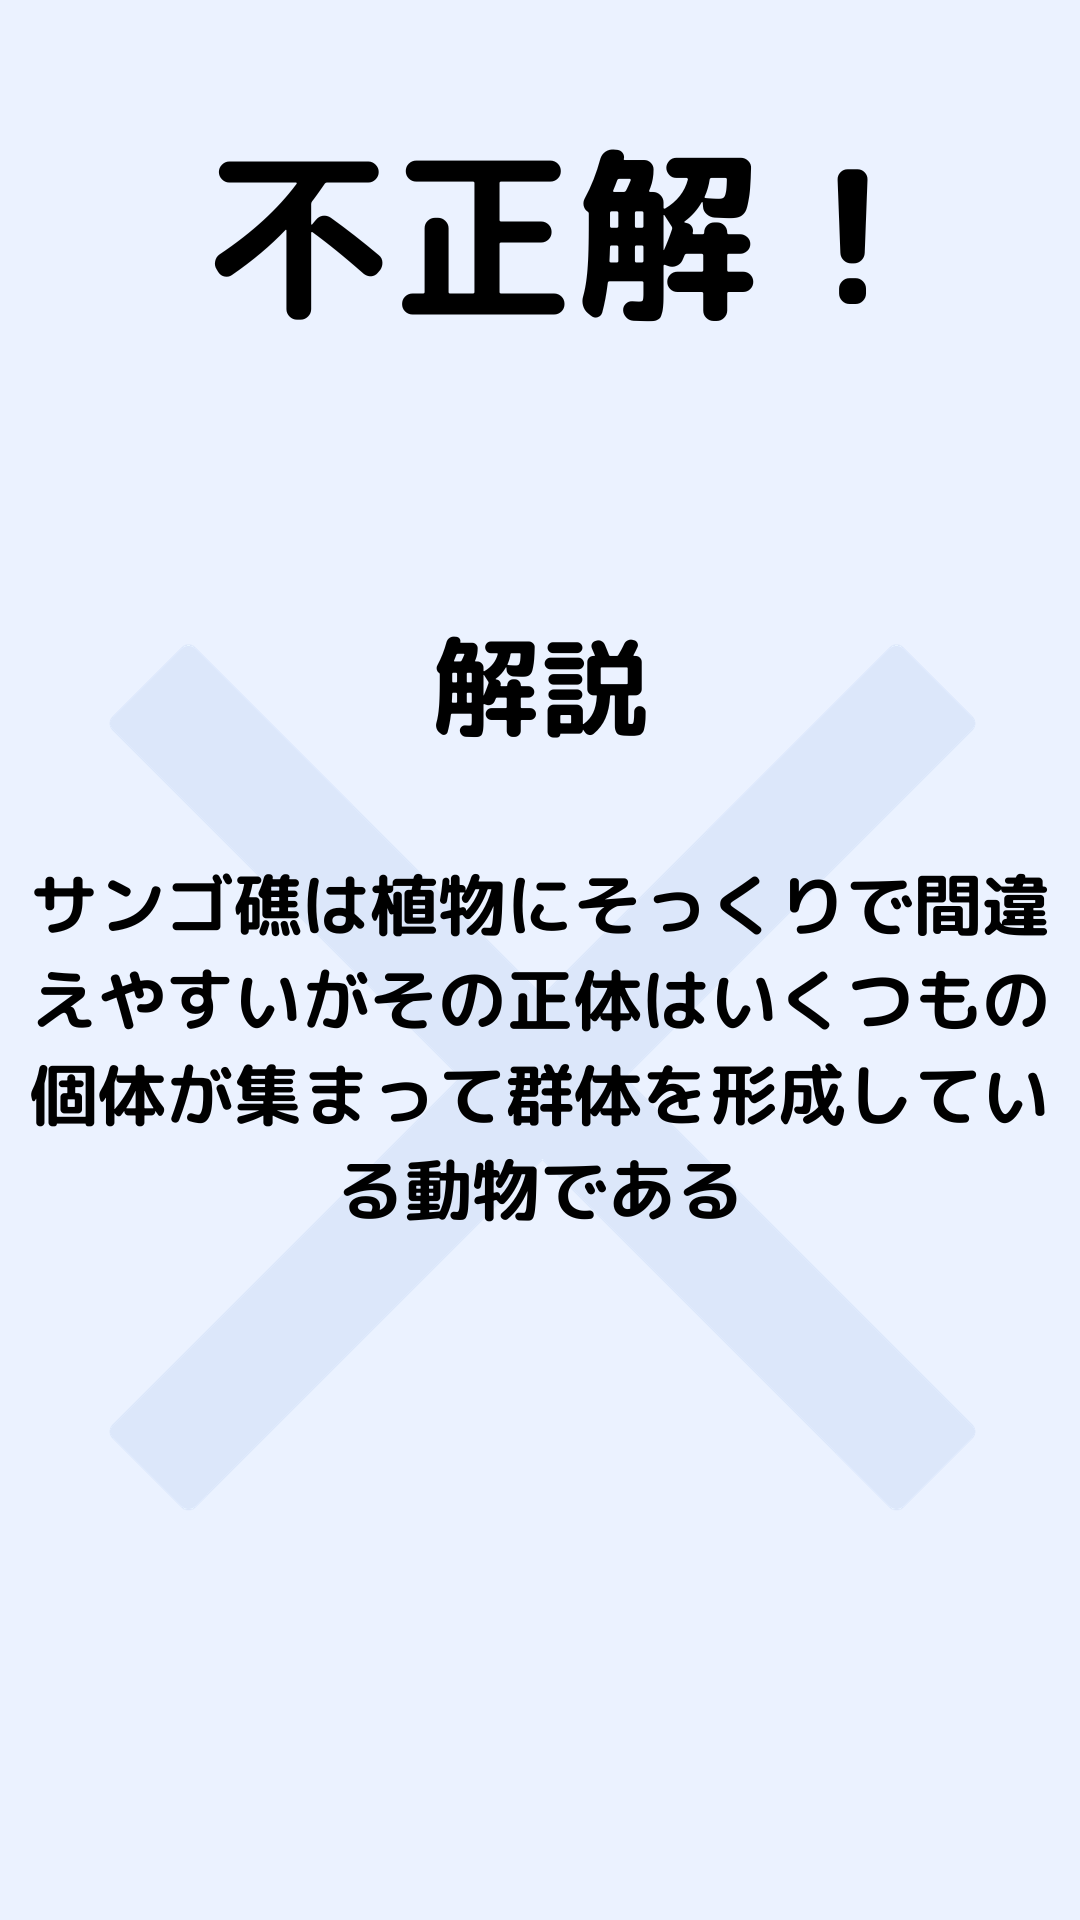 不正解！
解説
サンゴ礁は植物にそっくりで間違
えやすいがその正体はいくつもの
個体が集まって群体を形成してい
る動物である